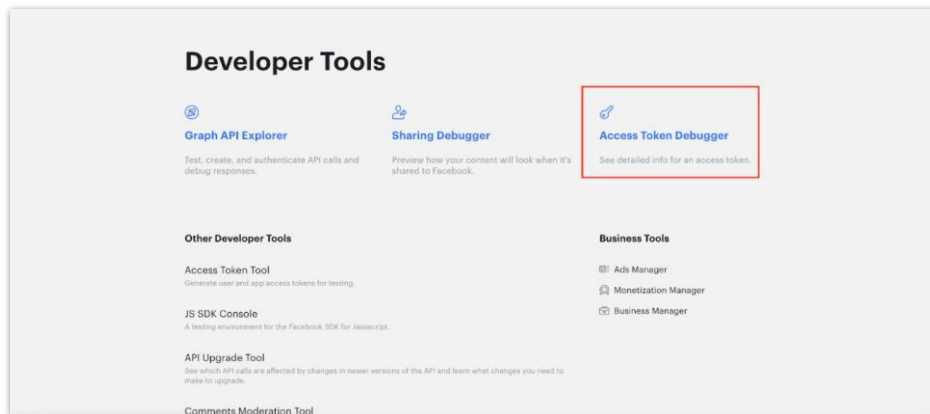 Developer Tools
Graph API Explorer
Test, create, and authenticate API calls and
debug responses.
Sharing Debugger
Preview how your content will look when it's
shared to Facebook.
Access Token Debugger
See detailed info for an access token.
Other Developer Tools
Access Token Tool
Generate user and app access tokens for testing.
JS SDK Console
A testing environment for the Facebook SDK for Javascript.
API Upgrade Tool
See which API calls are affected by changes in newer versions of the API and learn what changes you need to
make to upgrade.
Comments Moderation Tool
Business Tools
Ads Manager
Monetization Manager
Business Manager